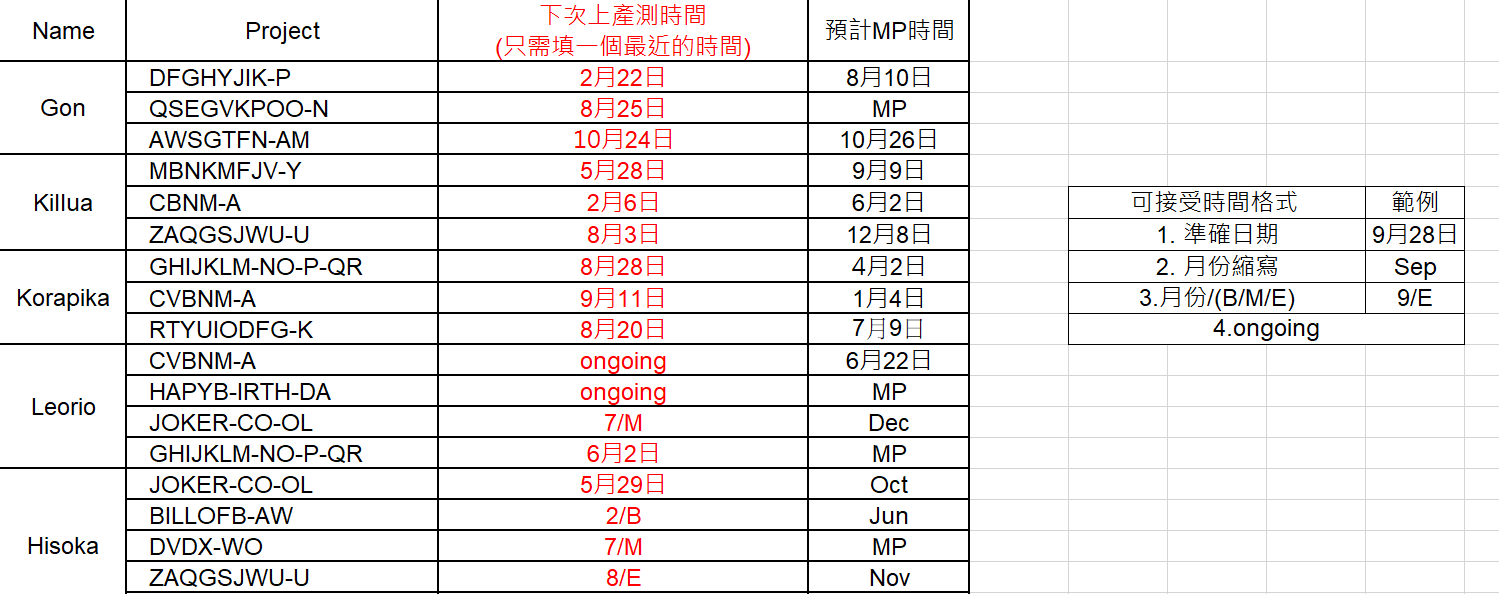 Name Project 下次上產測時間 預計MP時間
(只需填一個最近的時間)
Gon
DFGHYJIK-P 2月22日 8月10日
QSEGVKPOO-N 8月25日 MP
AWSGTFN-AM 10月24日 10月26日
Killua
MBNKMFJV-Y 5月28日 9月9日
CBNM-A 2月6日 6月2日
ZAQGSJWU-U 8月3日 12月8日
Korapika
GHIJKLM-NO-P-QR 8月28日 4月2日
CVBNM-A 9月11日 1月4日
RTYUIODFG-K 8月20日 7月9日
Leorio
CVBNM-A ongoing 6月22日
HAPYB-IRTH-DA ongoing MP
JOKER-CO-OL 7/M Dec
GHIJKLM-NO-P-QR 6月2日 MP
Hisoka
JOKER-CO-OL 5月29日 Oct
BILLOFB-AW 2/B Jun
DVDX-WO 7/M MP
ZAQGSJWU-U 8/E Nov
可接受時間格式 範例
1. 準確日期 9月28日
2. 月份縮寫 Sep
3.月份/(B/M/E) 9/E
4.ongoing